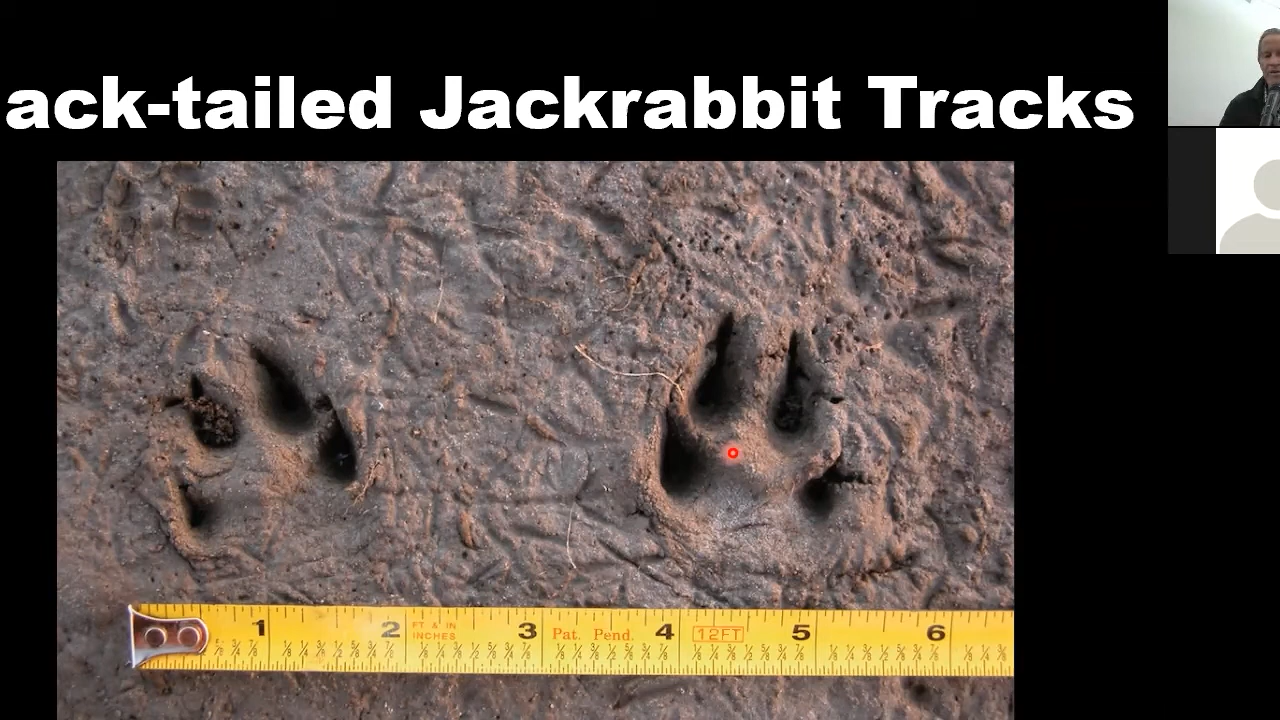 ack-tailed Jackrabbit Tracks
1 2 FT & IN INCHES 3 Pat. Pend. 4 12FT 5 6